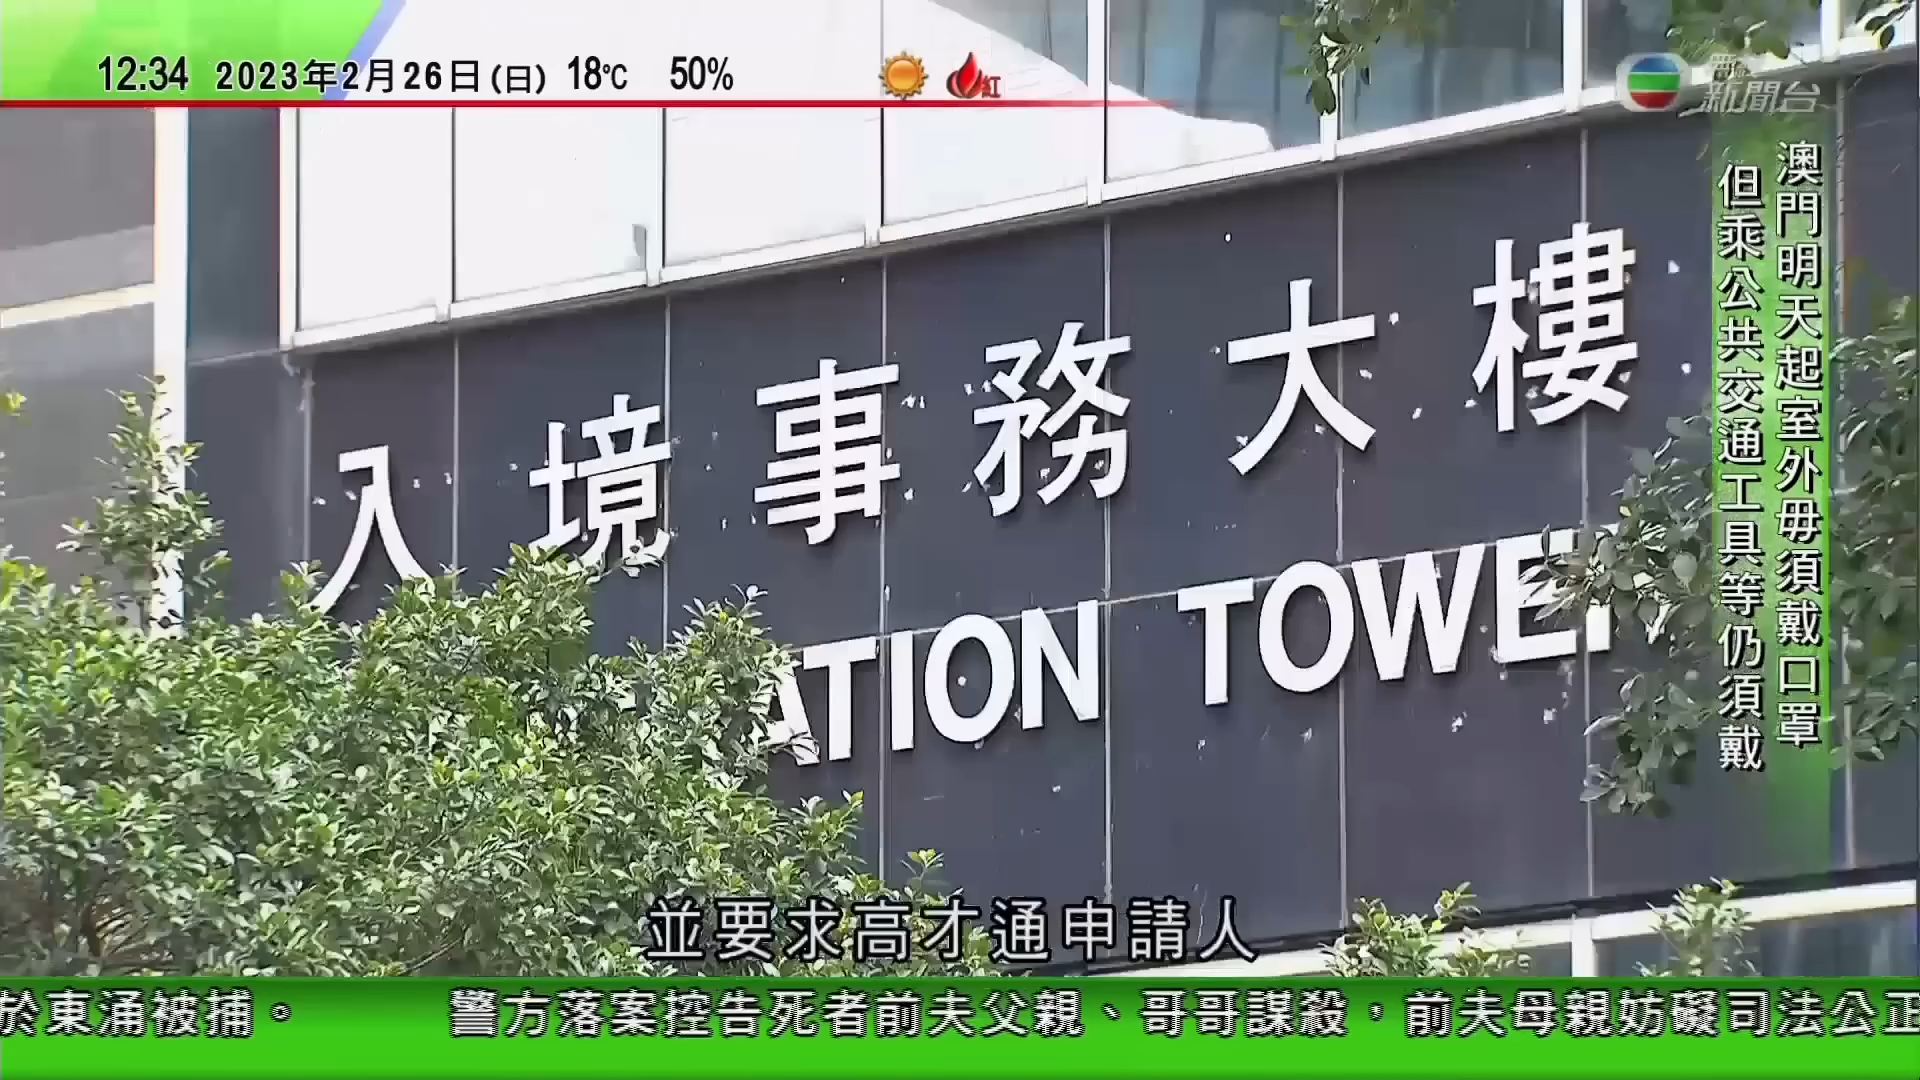 12:34 2023年2月26日(日) 18℃ 50%
紅
新聞台
澳門明天起室外毋須戴口罩
但乘公共交通工具等仍須戴
入境事務大樓
ATION TOWER
並要求高才通申請人
於東涌被捕。 警方落案控告死者前夫父親、哥哥謀殺，前夫母親妨礙司法公正